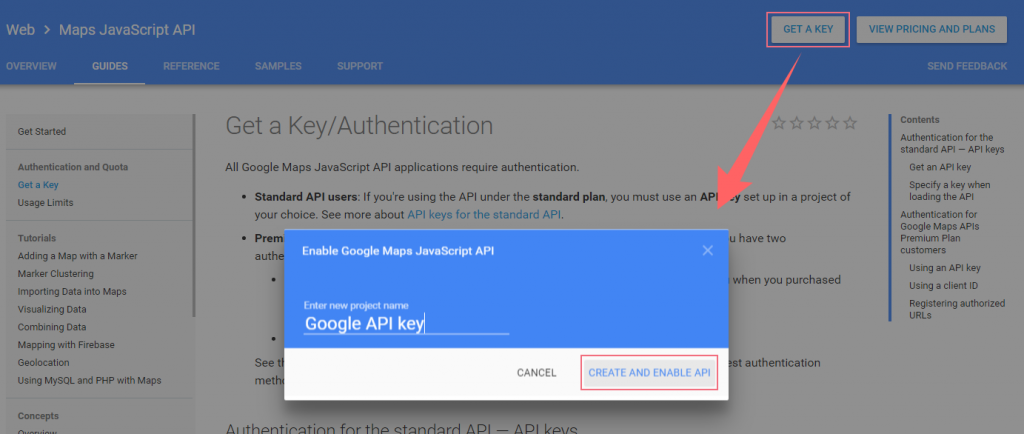 Web > Maps JavaScript API
GET A KEY
VIEW PRICING AND PLANS
OVERVIEW
GUIDES
REFERENCE
SAMPLES
SUPPORT
SEND FEEDBACK
Get Started
Authentication and Quota
Get a Key
Usage Limits
Tutorials
Adding a Map with a Marker
Marker Clustering
Importing Data into Maps
Visualizing Data
Combining Data
Mapping with Firebase
Geolocation
Using MySQL and PHP with Maps
Concepts
Get a Key/Authentication
All Google Maps JavaScript API applications require authentication.
• Standard API users: If you're using the API under the standard plan, you must use an API key set up in a project of
your choice. See more about API keys for the standard API.
• Prem
u have two
authe
when you purchased
See th
est authentication
metho
Enable Google Maps JavaScript API
Enter new project name
Google API key
CANCEL
CREATE AND ENABLE API
Authentication for the standard API — API keys
Contents
Authentication for the
standard API — API keys
Get an API key
Specify a key when
loading the API
Authentication for
Google Maps APIs
Premium Plan
customers
Using an API key
Using a client ID
Registering authorized
URLs